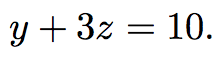 y + 3z = 10.